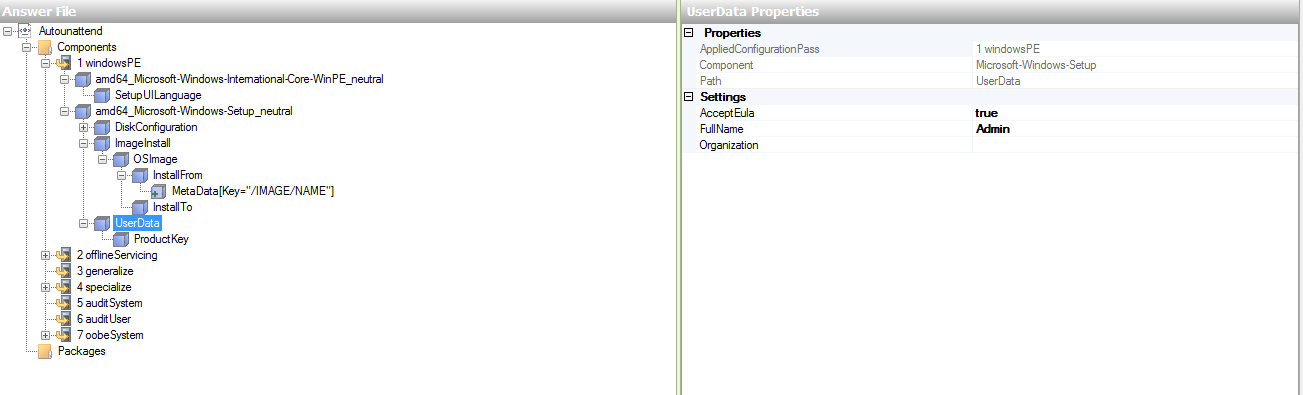 Answer File
Autounattend
Components
1 windowsPE
amd64_Microsoft-Windows-International-Core-WinPE_neutral
SetupUILanguage
amd64_Microsoft-Windows-Setup_neutral
DiskConfiguration
ImageInstall
OSImage
InstallFrom
MetaData[Key="/IMAGE/NAME"]
InstallTo
UserData
ProductKey
2 offlineServicing
3 generalize
4 specialize
5 auditSystem
6 auditUser
7 oobeSystem
Packages
UserData Properties
Properties
AppliedConfigurationPass 1 windowsPE
Component Microsoft-Windows-Setup
Path UserData
Settings
AcceptEula true
FullName Admin
Organization